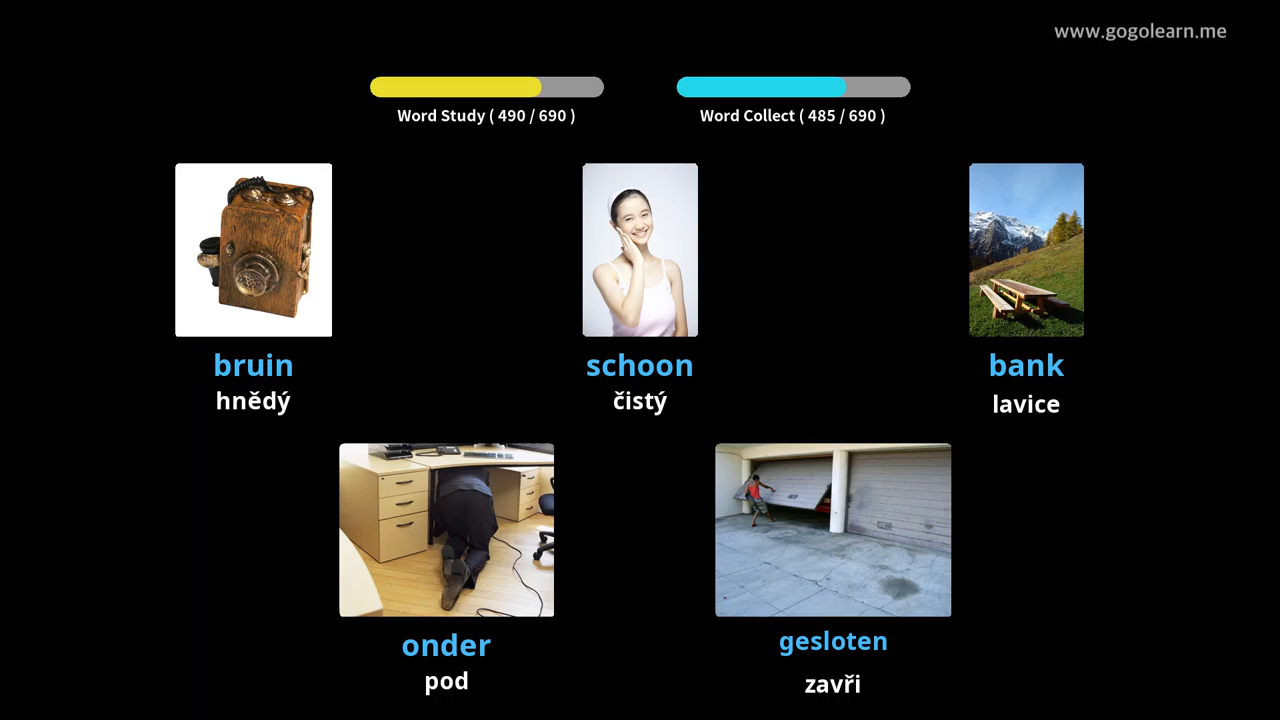 www.gogolearn.me
Word Study ( 490 / 690 )
Word Collect ( 485 / 690 )
bruin
hnědý
schoon
čistý
bank
lavice
onder
pod
gesloten
zavři